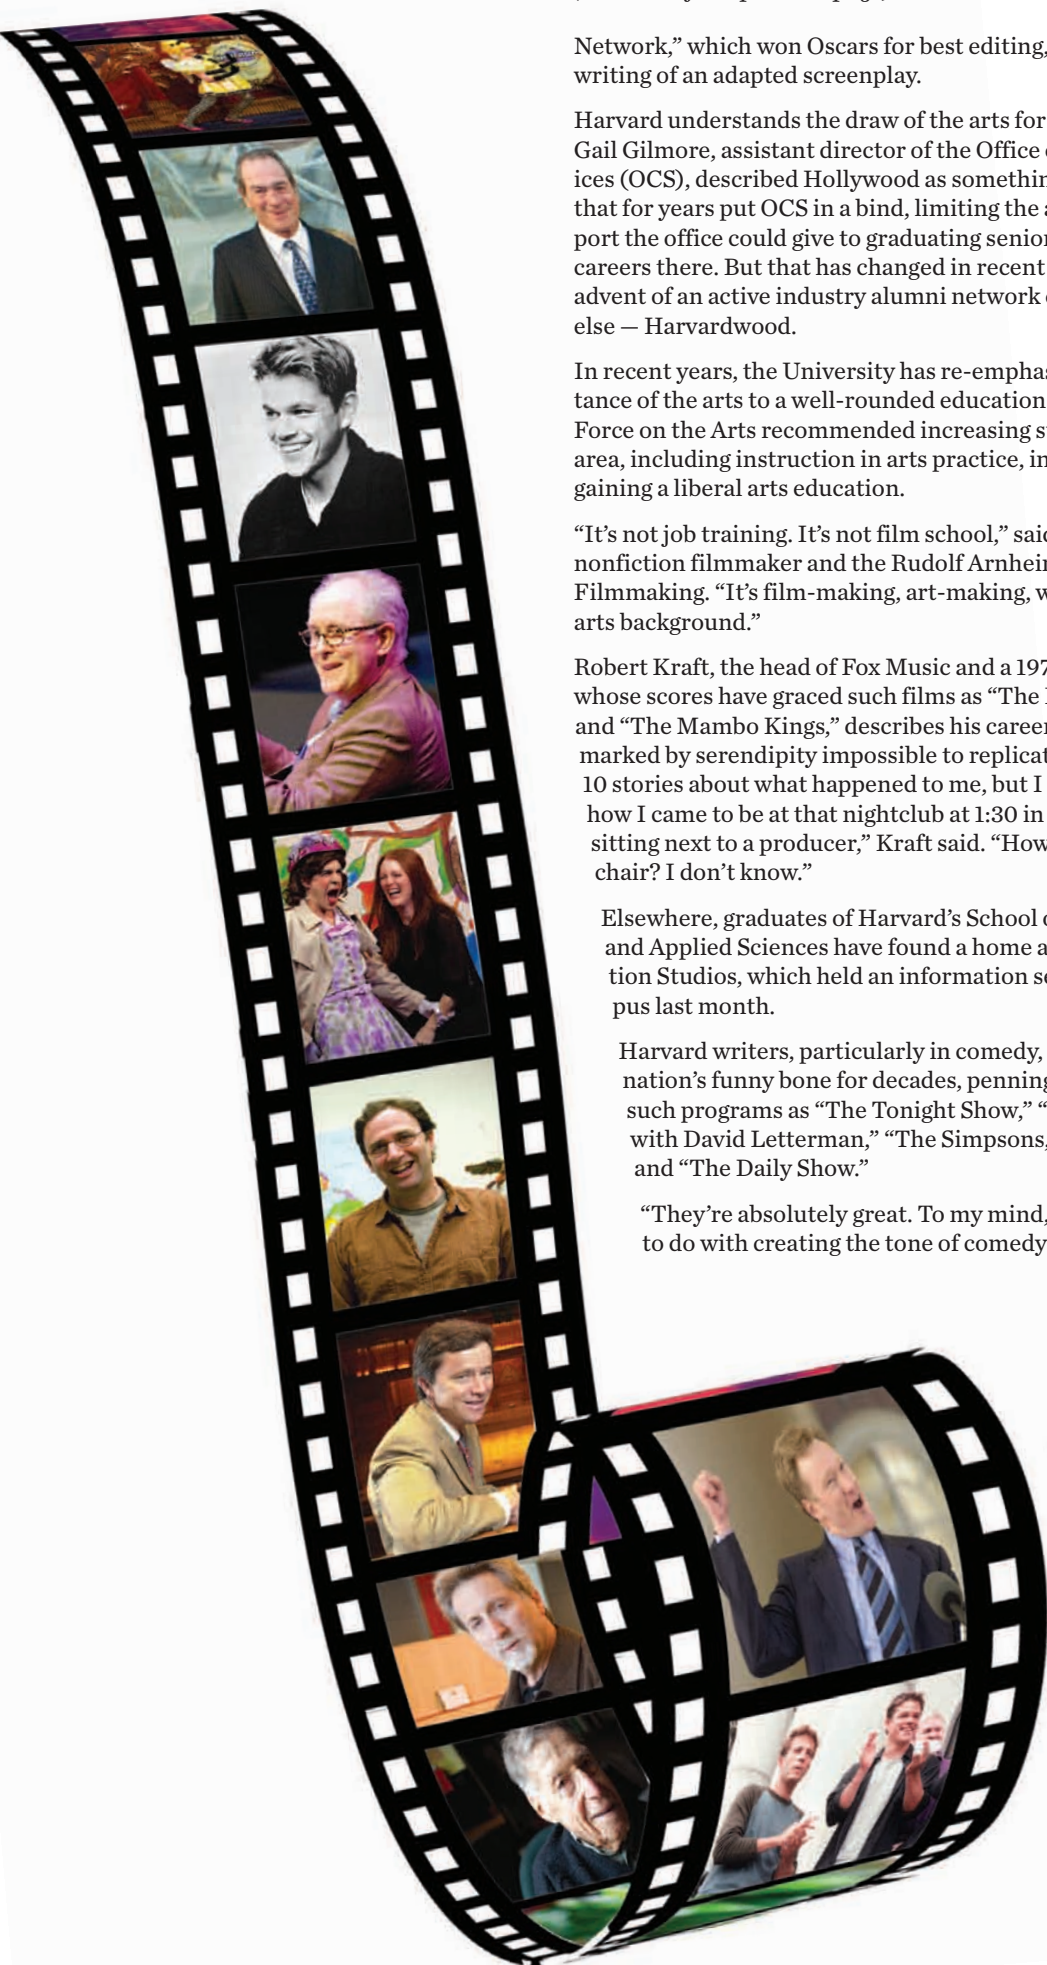 Network,” which won Oscars for best editing,
writing of an adapted screenplay.
Harvard understands the draw of the arts for
Gail Gilmore, assistant director of the Office
ices (OCS), described Hollywood as somethin
that for years put OCS in a bind, limiting the
port the office could give to graduating senior
careers there. But that has changed in recent
advent of an active industry alumni network
else — Harvardwood.
In recent years, the University has re-emphas
tance of the arts to a well-rounded education
Force on the Arts recommended increasing s
area, including instruction in arts practice, in
gaining a liberal arts education.
“It’s not job training. It’s not film school,” said
nonfiction filmmaker and the Rudolf Arnhei
Filmmaking. “It’s film-making, art-making, w
arts background.”
Robert Kraft, the head of Fox Music and a 197
whose scores have graced such films as “The
and “The Mambo Kings,” describes his career
marked by serendipity impossible to replicat
10 stories about what happened to me, but I
how I came to be at that nightclub at 1:30 in
sitting next to a producer,” Kraft said. “How
chair? I don’t know.”
Elsewhere, graduates of Harvard’s School
and Applied Sciences have found a home a
tion Studios, which held an information se
pus last month.
Harvard writers, particularly in comedy,
nation’s funny bone for decades, penning
such programs as “The Tonight Show,” “
with David Letterman,” “The Simpsons,
and “The Daily Show.”
“They’re absolutely great. To my mind,
to do with creating the tone of comedy